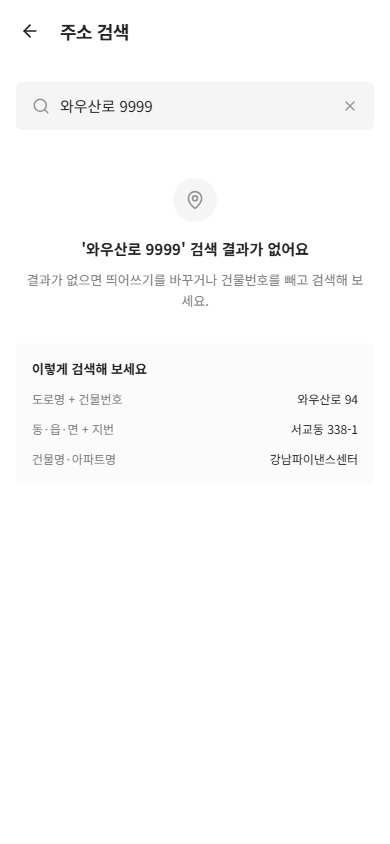 주소 검색
와우산로 9999
'와우산로 9999' 검색 결과가 없어요
결과가 없으면 띄어쓰기를 바꾸거나 건물번호를 빼고 검색해 보
세요.
이렇게 검색해 보세요
도로명 + 건물번호 와우산로 94
동·읍·면 + 지번 서교동 338-1
건물명·아파트명 강남파이낸스센터